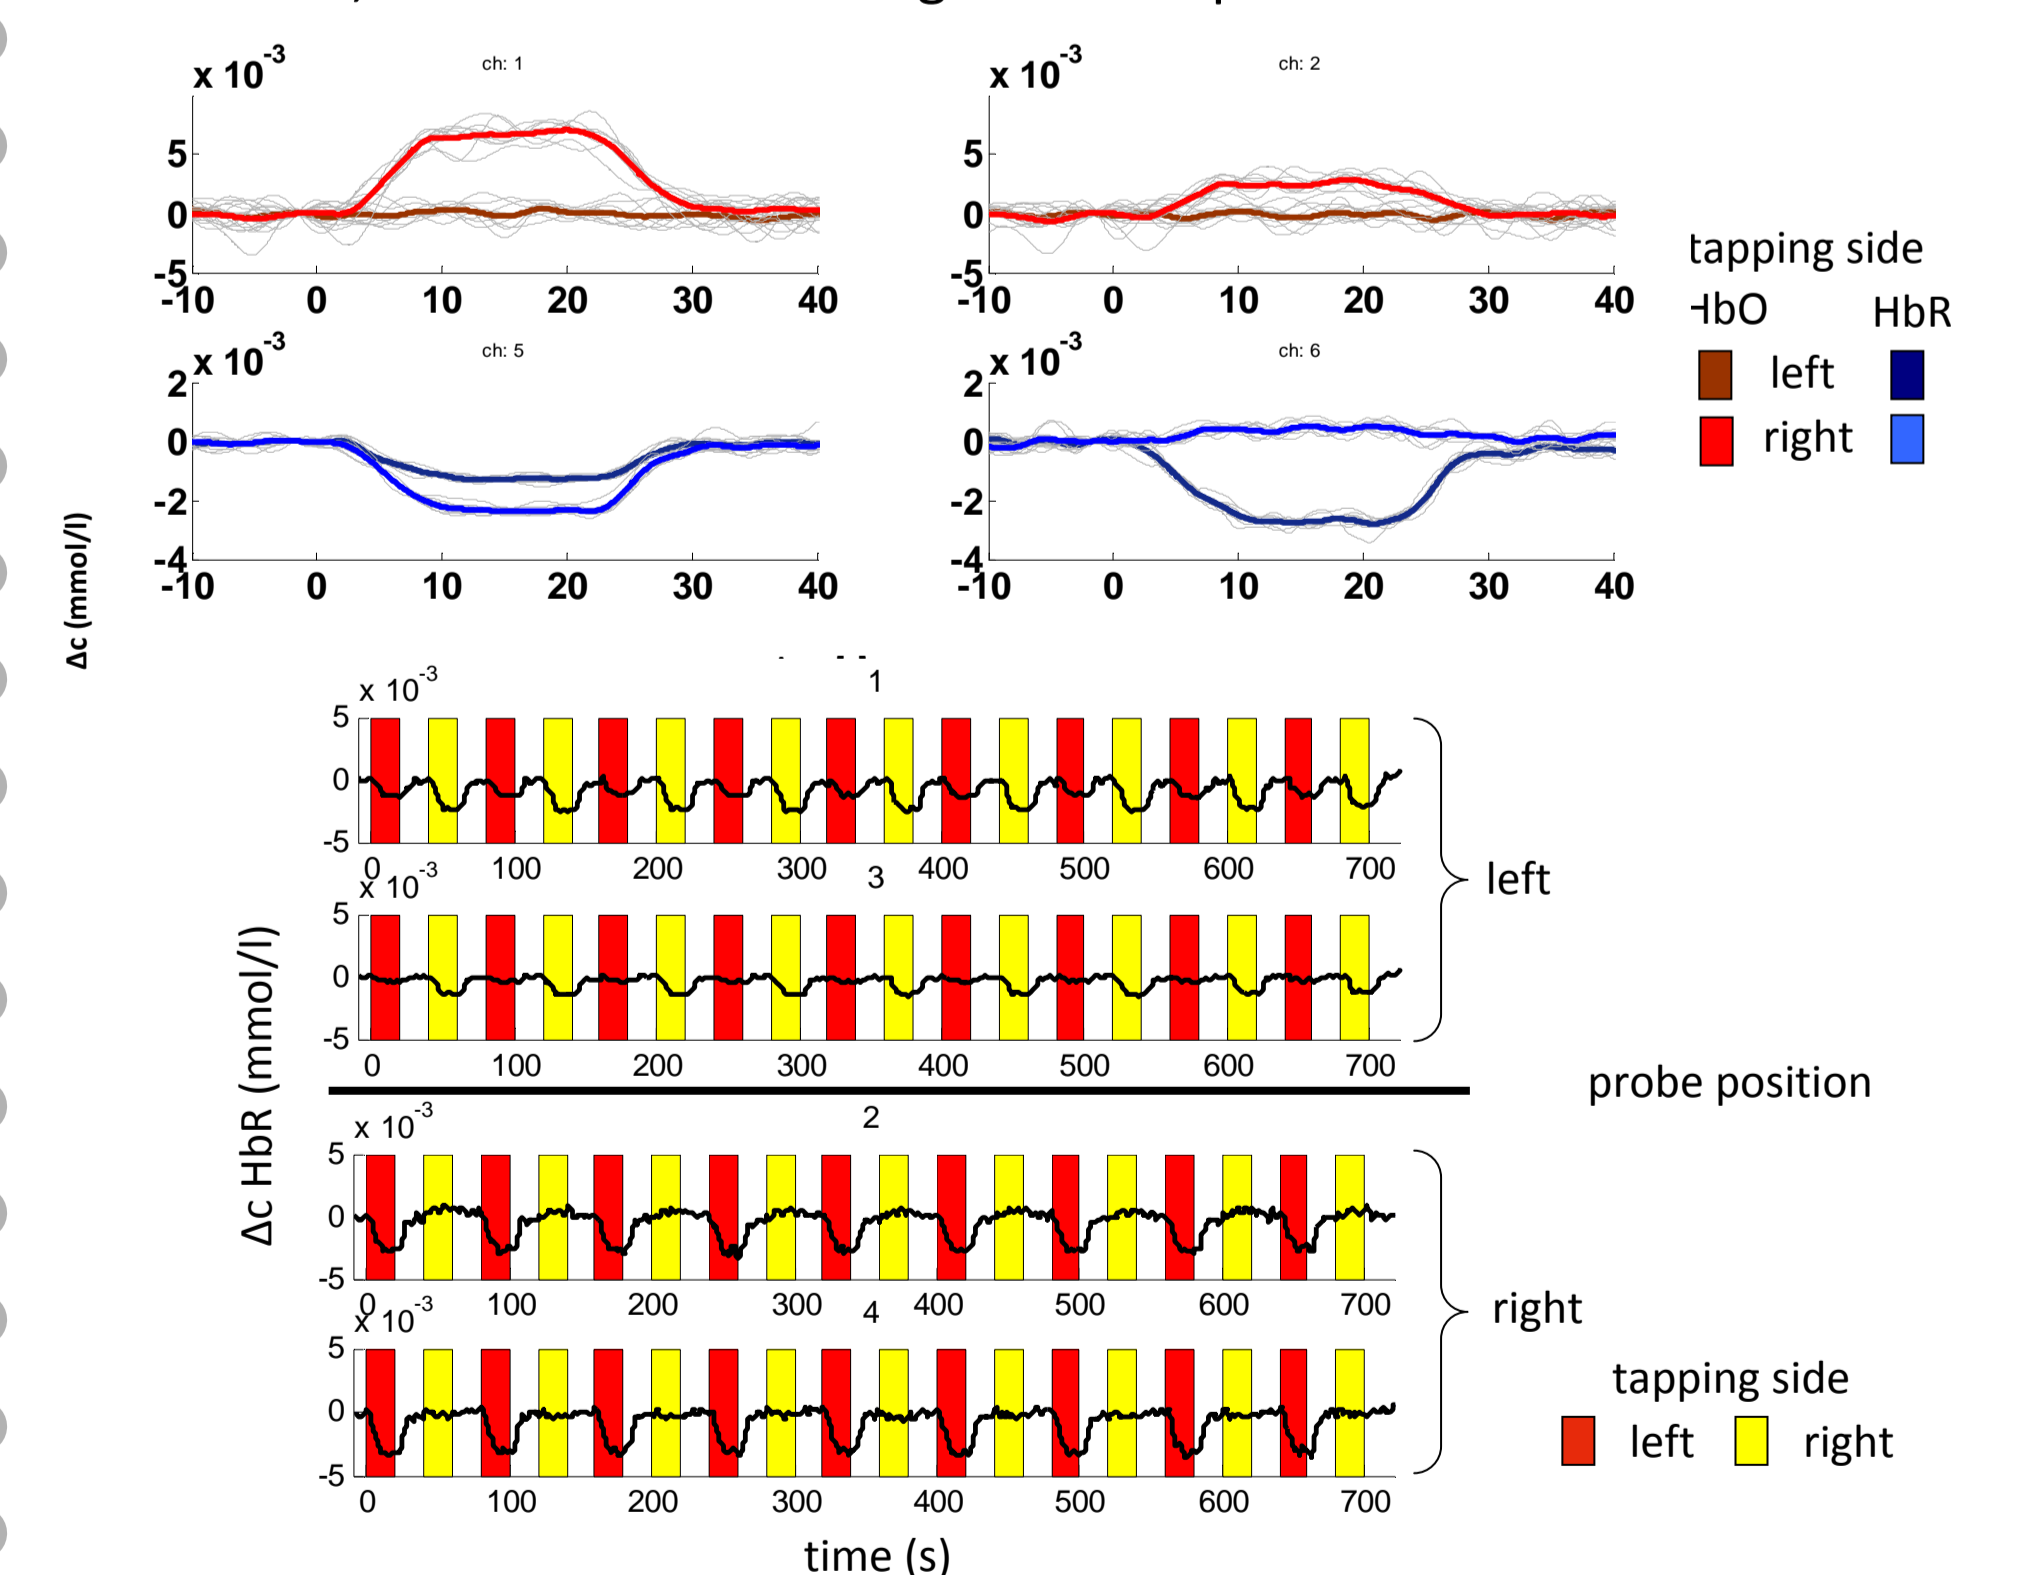 x 10-3
ch: 1
5
0
-5
-10 0 10 20 30 40
x 10-3
ch: 2
5
0
-5
-10 0 10 20 30 40
tapping side
HbO HbR
left
right
x 10-3
ch: 5
2
0
-2
-4
-10 0 10 20 30 40
x 10-3
ch: 6
2
0
-2
-4
-10 0 10 20 30 40
Δc (mmol/l)
x 10-3
1
5
0
-5
0 100 200 300 400 500 600 700
x 10-3
3
5
0
-5
0 100 200 300 400 500 600 700
left
probe position
Δc HbR (mmol/l)
x 10-3
2
5
0
-5
0 100 200 300 400 500 600 700
x 10-3
4
5
0
-5
0 100 200 300 400 500 600 700
right
time (s)
tapping side
left right